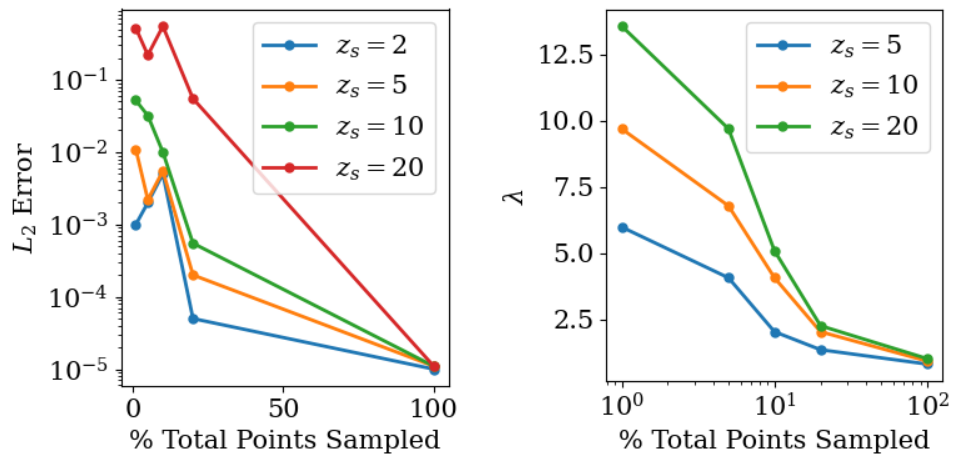 z_s = 2
z_s = 5
z_s = 10
z_s = 20
10^{-1}
10^{-2}
10^{-3}
10^{-4}
10^{-5}
L_2 Error
0
50
100
% Total Points Sampled
z_s = 5
z_s = 10
z_s = 20
12.5
10.0
7.5
5.0
2.5
λ
10^0
10^1
10^2
% Total Points Sampled